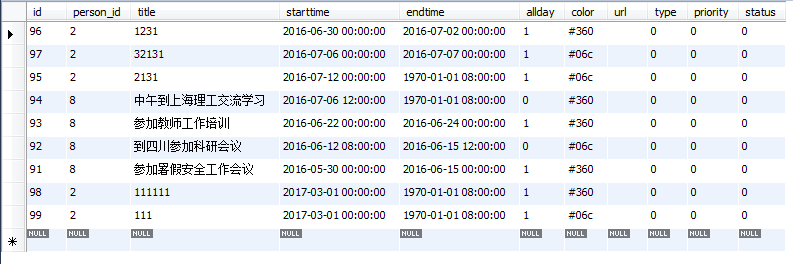 id person_id title starttime endtime allday color url type priority status
96 2 1231 2016-06-30 00:00:00 2016-07-02 00:00:00 1 #360 0 0 0
97 2 32131 2016-07-06 00:00:00 2016-07-07 00:00:00 1 #06c 0 0 0
95 2 2131 2016-07-12 00:00:00 1970-01-01 08:00:00 1 #06c 0 0 0
94 8 中午到上海理工交流学习 2016-07-06 12:00:00 1970-01-01 08:00:00 0 #360 0 0 0
93 8 参加教师工作培训 2016-06-22 00:00:00 2016-06-24 00:00:00 1 #360 0 0 0
92 8 到四川参加科研会议 2016-06-12 08:00:00 2016-06-15 12:00:00 0 #06c 0 0 0
91 8 参加署假安全工作会议 2016-05-30 00:00:00 2016-06-15 00:00:00 1 #360 0 0 0
98 2 111111 2017-03-01 00:00:00 1970-01-01 08:00:00 1 #360 0 0 0
99 2 111 2017-03-01 00:00:00 1970-01-01 08:00:00 1 #06c 0 0 0
NULL NULL NULL NULL NULL NULL NULL NULL NULL NULL NULL